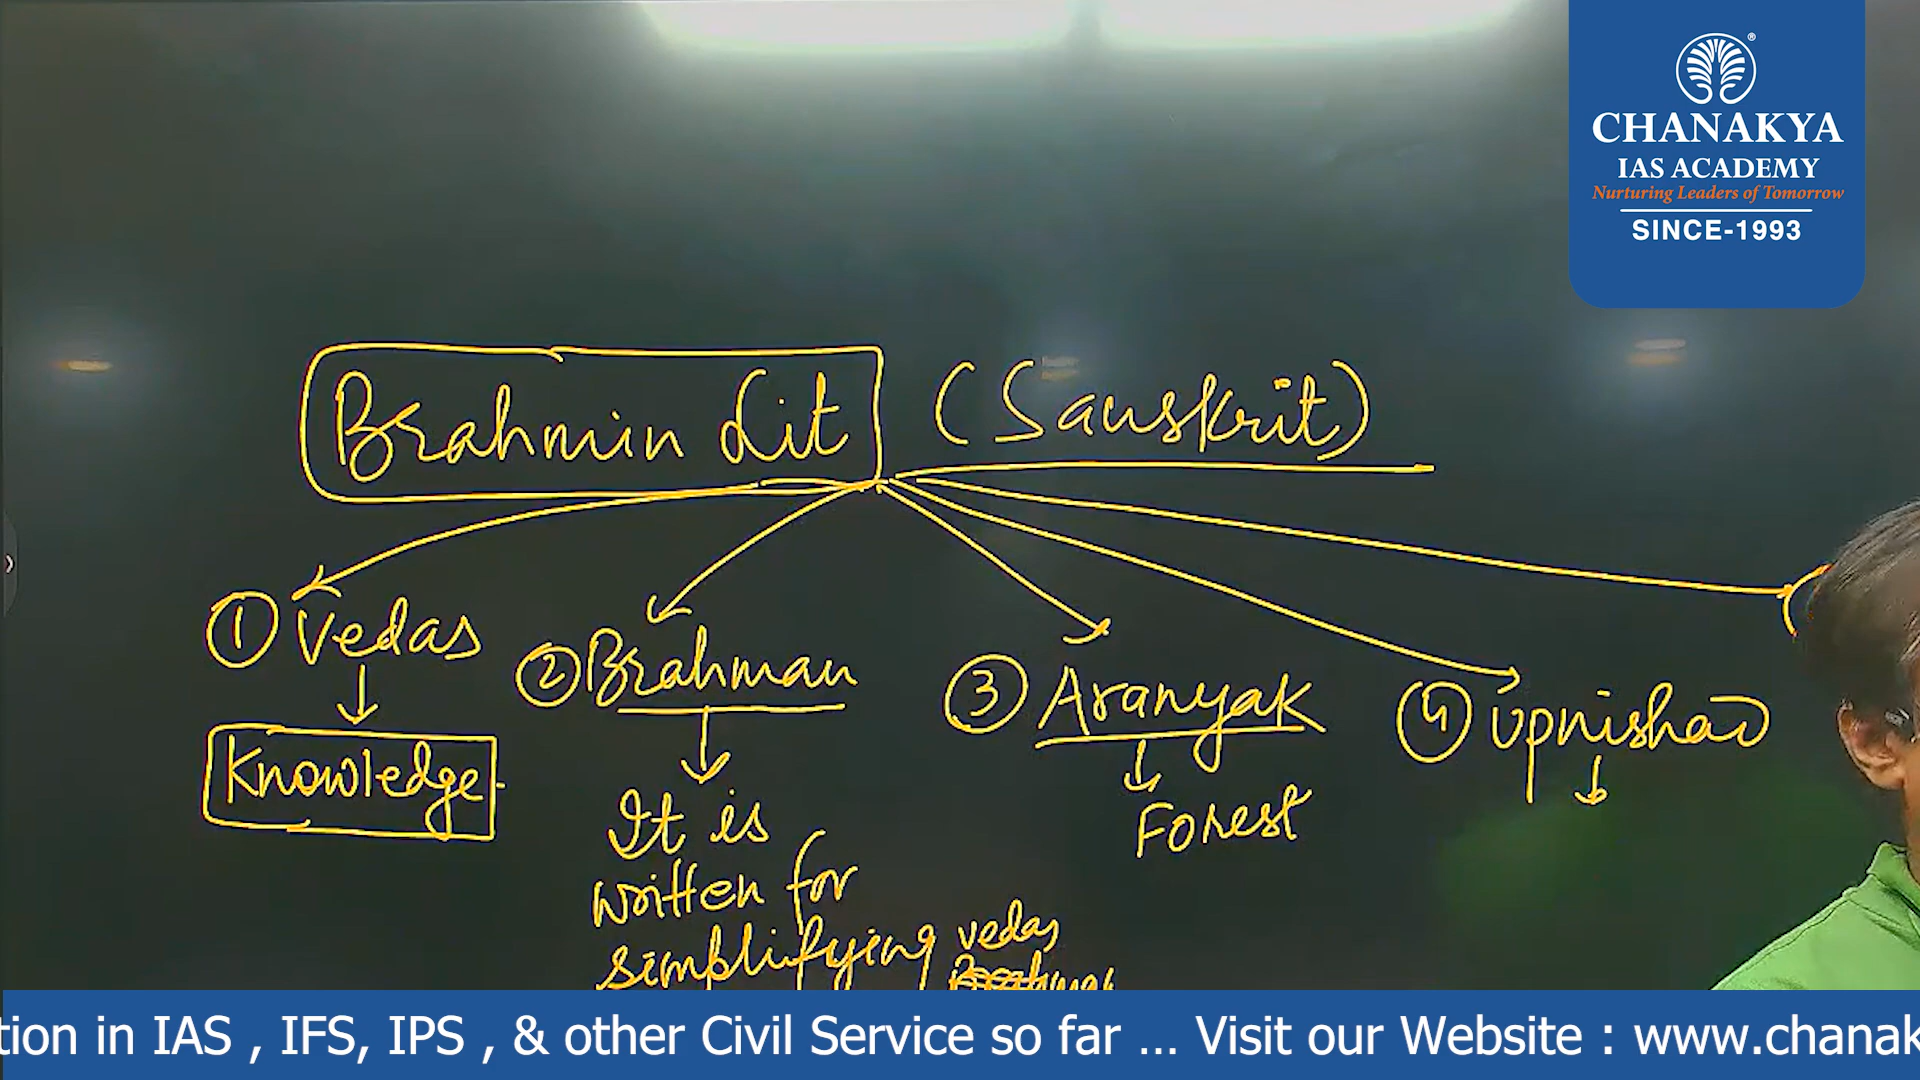 ®
CHANAKYA
IAS ACADEMY
Nurturing Leaders of Tomorrow
SINCE-1993
Brahmin Lit (Sanskrit)
① Vedas
② Brahman
③ Aranyak
④ Upnishad
Knowledge
Forest
It is
written for
simplifying vedas
tion in IAS , IFS, IPS , & other Civil Service so far ... Visit our Website : www.chanak